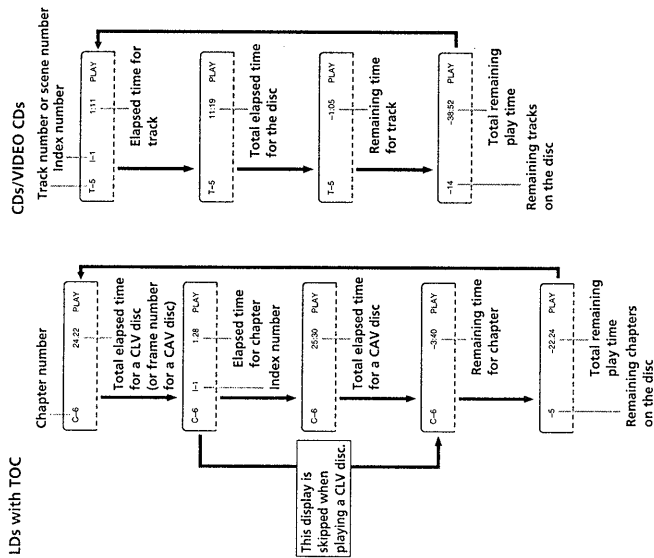 LDs with TOC
Chapter number
C–6 24:22 PLAY
Total elapsed time
for a CLV disc
(or frame number
for a CAV disc)
C–6 I–1 1:28 PLAY
Elapsed time
for chapter
Index number
C–6 25:30 PLAY
Total elapsed time
for a CAV disc
This display is
skipped when
playing a CLV disc.
C–6 –3:40 PLAY
Remaining time
for chapter
–5 –22:24 PLAY
Total remaining
play time
Remaining chapters
on the disc
CDs/VIDEO CDs
Track number or scene number
Index number
T–5 I–1 1:11 PLAY
Elapsed time for
track
T–5 11:19 PLAY
Total elapsed time
for the disc
T–5 –1:05 PLAY
Remaining time
for track
–14 –38:52 PLAY
Total remaining
play time
Remaining tracks
on the disc